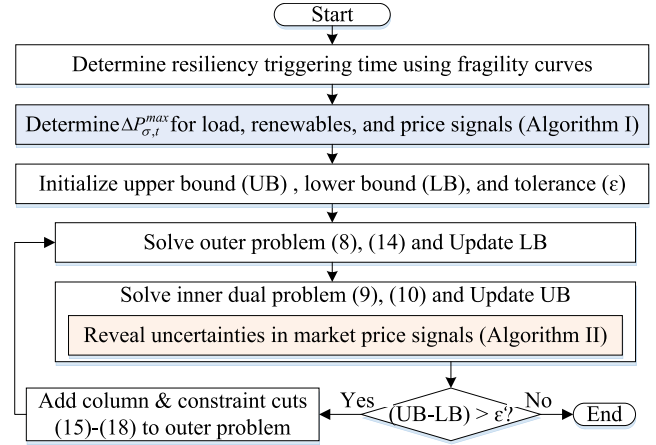 Start
Determine resiliency triggering time using fragility curves
Determine ΔP^{max}_{σ,t} for load, renewables, and price signals (Algorithm I)
Initialize upper bound (UB) , lower bound (LB), and tolerance (ε)
Solve outer problem (8), (14) and Update LB
Solve inner dual problem (9), (10) and Update UB
Reveal uncertainties in market price signals (Algorithm II)
Add column & constraint cuts
(15)-(18) to outer problem
Yes
(UB-LB) > ε?
No
End